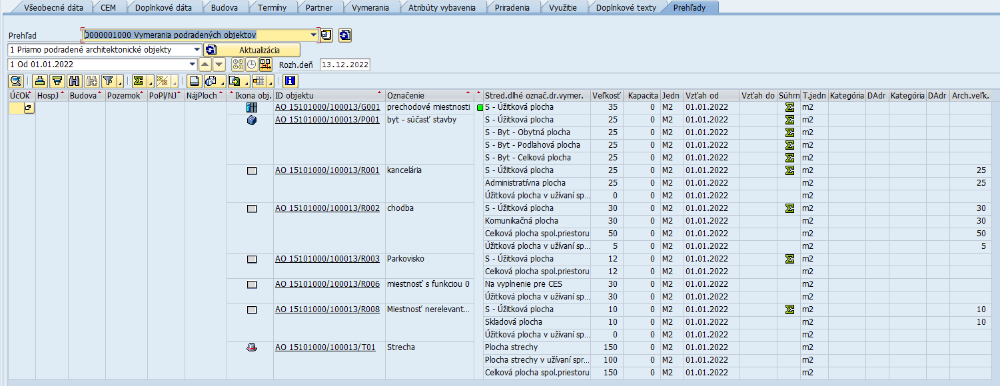 Všeobecné dáta CEM Doplnkové dáta Budova Termíny Partner Vymerania Atribúty vybavenia Priradenia Využitie Doplnkové texty Prehľady
Prehľad 0000001000 Vymerania podradených objektov
1 Priamo podradené architektonické objekty Aktualizácia
1 Od 01.01.2022 Rozh.deň 13.12.2022
ÚčOK HospJ Budova Pozemok PoPl/NJ NájPloch Ikona obj. ID objektu Označenie Stred.dlhé označ.dr.vymer. Veľkosť Kapacita Jedn Vzťah od Vzťah do Súhrn T.jedn Kategória DAdr Kategória DAdr Arch.veľk.
AO 15101000/100013/G001 prechodové miestnosti S - Úžitková plocha 35 0 M2 01.01.2022 m2
AO 15101000/100013/P001 byt - súčasť stavby S - Úžitková plocha 25 0 M2 01.01.2022 m2
S - Byt - Obytná plocha 25 0 M2 01.01.2022 m2
S - Byt - Podlahová plocha 25 0 M2 01.01.2022 m2
S - Byt - Celková plocha 25 0 M2 01.01.2022 m2
AO 15101000/100013/R001 kancelária S - Úžitková plocha 25 0 M2 01.01.2022 m2 25
Administratívna plocha 25 0 M2 01.01.2022 m2 25
Úžitková plocha v užívaní sp... 0 0 M2 01.01.2022 m2
AO 15101000/100013/R002 chodba S - Úžitková plocha 30 0 M2 01.01.2022 m2 30
Komunikačná plocha 30 0 M2 01.01.2022 m2 30
Celková plocha spol.priestoru 50 0 M2 01.01.2022 m2 50
Úžitková plocha v užívaní sp... 5 0 M2 01.01.2022 m2 5
AO 15101000/100013/R003 Parkovisko S - Úžitková plocha 12 0 M2 01.01.2022 m2
Celková plocha spol.priestoru 12 0 M2 01.01.2022 m2
AO 15101000/100013/R006 miestnosť s funkciou 0 Na vyplnenie pre CES 30 0 M2 01.01.2022 m2
Úžitková plocha v užívaní sp... 30 0 M2 01.01.2022 m2
AO 15101000/100013/R008 Miestnosť nerelevant... S - Úžitková plocha 10 0 M2 01.01.2022 m2 10
Skladová plocha 10 0 M2 01.01.2022 m2 10
Úžitková plocha v užívaní sp... 0 0 M2 01.01.2022 m2
AO 15101000/100013/T01 Strecha Plocha strechy 150 0 M2 01.01.2022 m2
Plocha strechy v užívaní spr... 100 0 M2 01.01.2022 m2
Celková plocha spol.priestoru 150 0 M2 01.01.2022 m2